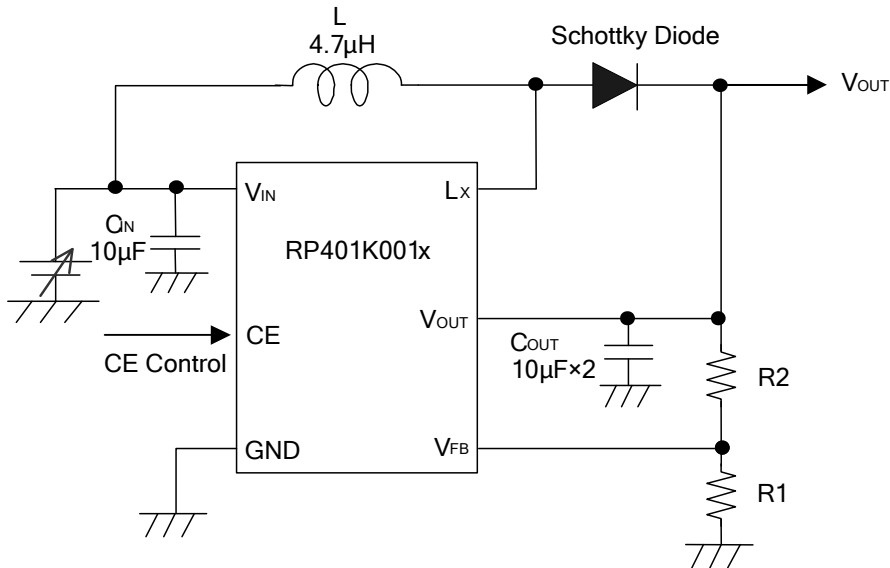 L
4.7µH
Schottky Diode
VOUT
VIN
LX
CIN
10µF
RP401K001x
CE
CE Control
VOUT
COUT
10µF×2
R2
GND
VFB
R1